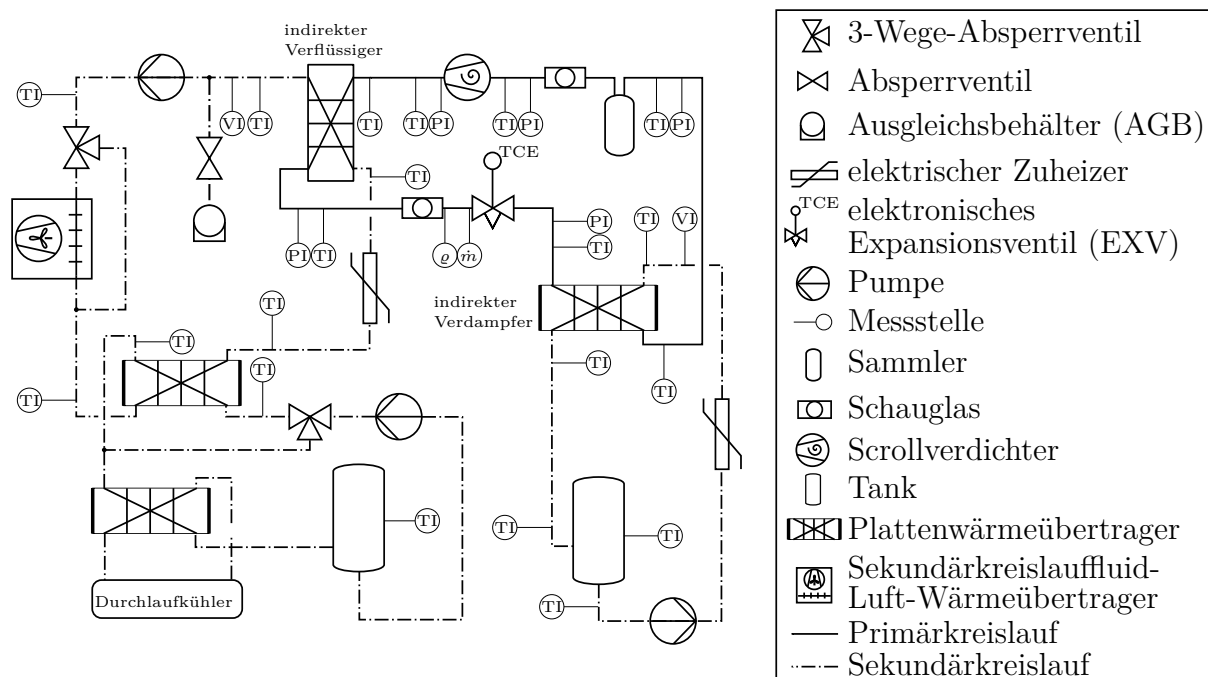 indirekter
Verflüssiger
TI
VI
TI
TI
TI
PI
TI
PI
TI
PI
TCE
TI
PI
TI
ϱ
ṁ
PI
TI
TI
VI
indirekter
Verdampfer
TI
TI
TI
TI
TI
TI
TI
TI
TI
TI
Durchlaufkühler
TI
3-Wege-Absperrventil
Absperrventil
Ausgleichsbehälter (AGB)
elektrischer Zuheizer
TCE
elektronisches
Expansionsventil (EXV)
Pumpe
Messstelle
Sammler
Schauglas
Scrollverdichter
Tank
Plattenwärmeübertrager
Sekundärkreislauffluid-
Luft-Wärmeübertrager
Primärkreislauf
Sekundärkreislauf